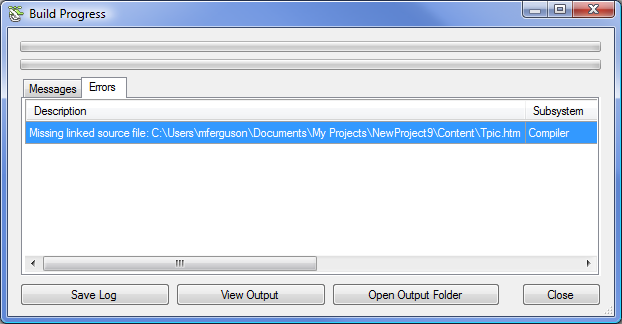 Build Progress
Messages Errors
Description Subsystem
Missing linked source file: C:\Users\mferguson\Documents\My Projects\NewProject9\Content\Tpic.htm Compiler
Save Log View Output Open Output Folder Close